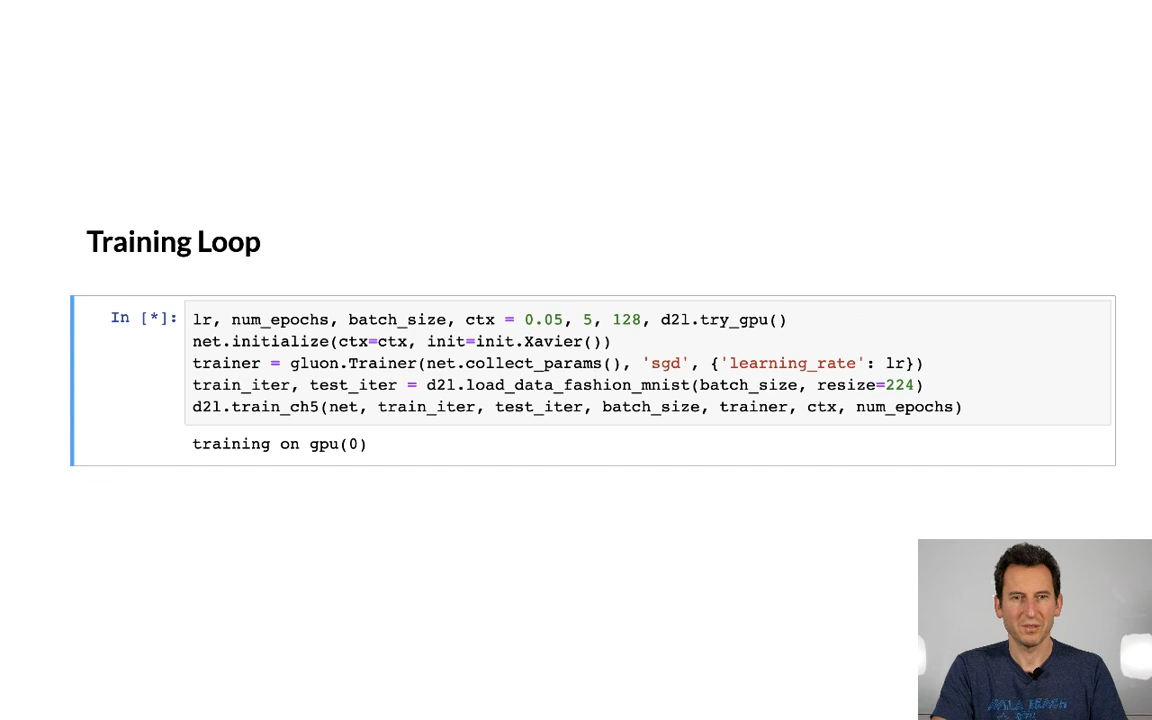 Training Loop
In [*]:
lr, num_epochs, batch_size, ctx = 0.05, 5, 128, d2l.try_gpu()
net.initialize(ctx=ctx, init=init.Xavier())
trainer = gluon.Trainer(net.collect_params(), 'sgd', {'learning_rate': lr})
train_iter, test_iter = d2l.load_data_fashion_mnist(batch_size, resize=224)
d2l.train_ch5(net, train_iter, test_iter, batch_size, trainer, ctx, num_epochs)
training on gpu(0)